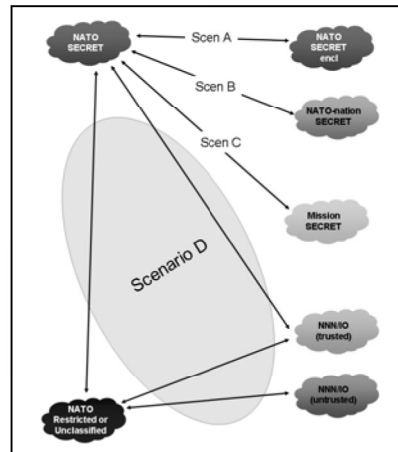 NATO
SECRET
Scen A
NATO
SECRET
encl
Scen B
NATO-nation
SECRET
Scen C
Mission
SECRET
Scenario D
NNN/IO
(trusted)
NNN/IO
(untrusted)
NATO
Restricted or
Unclassified